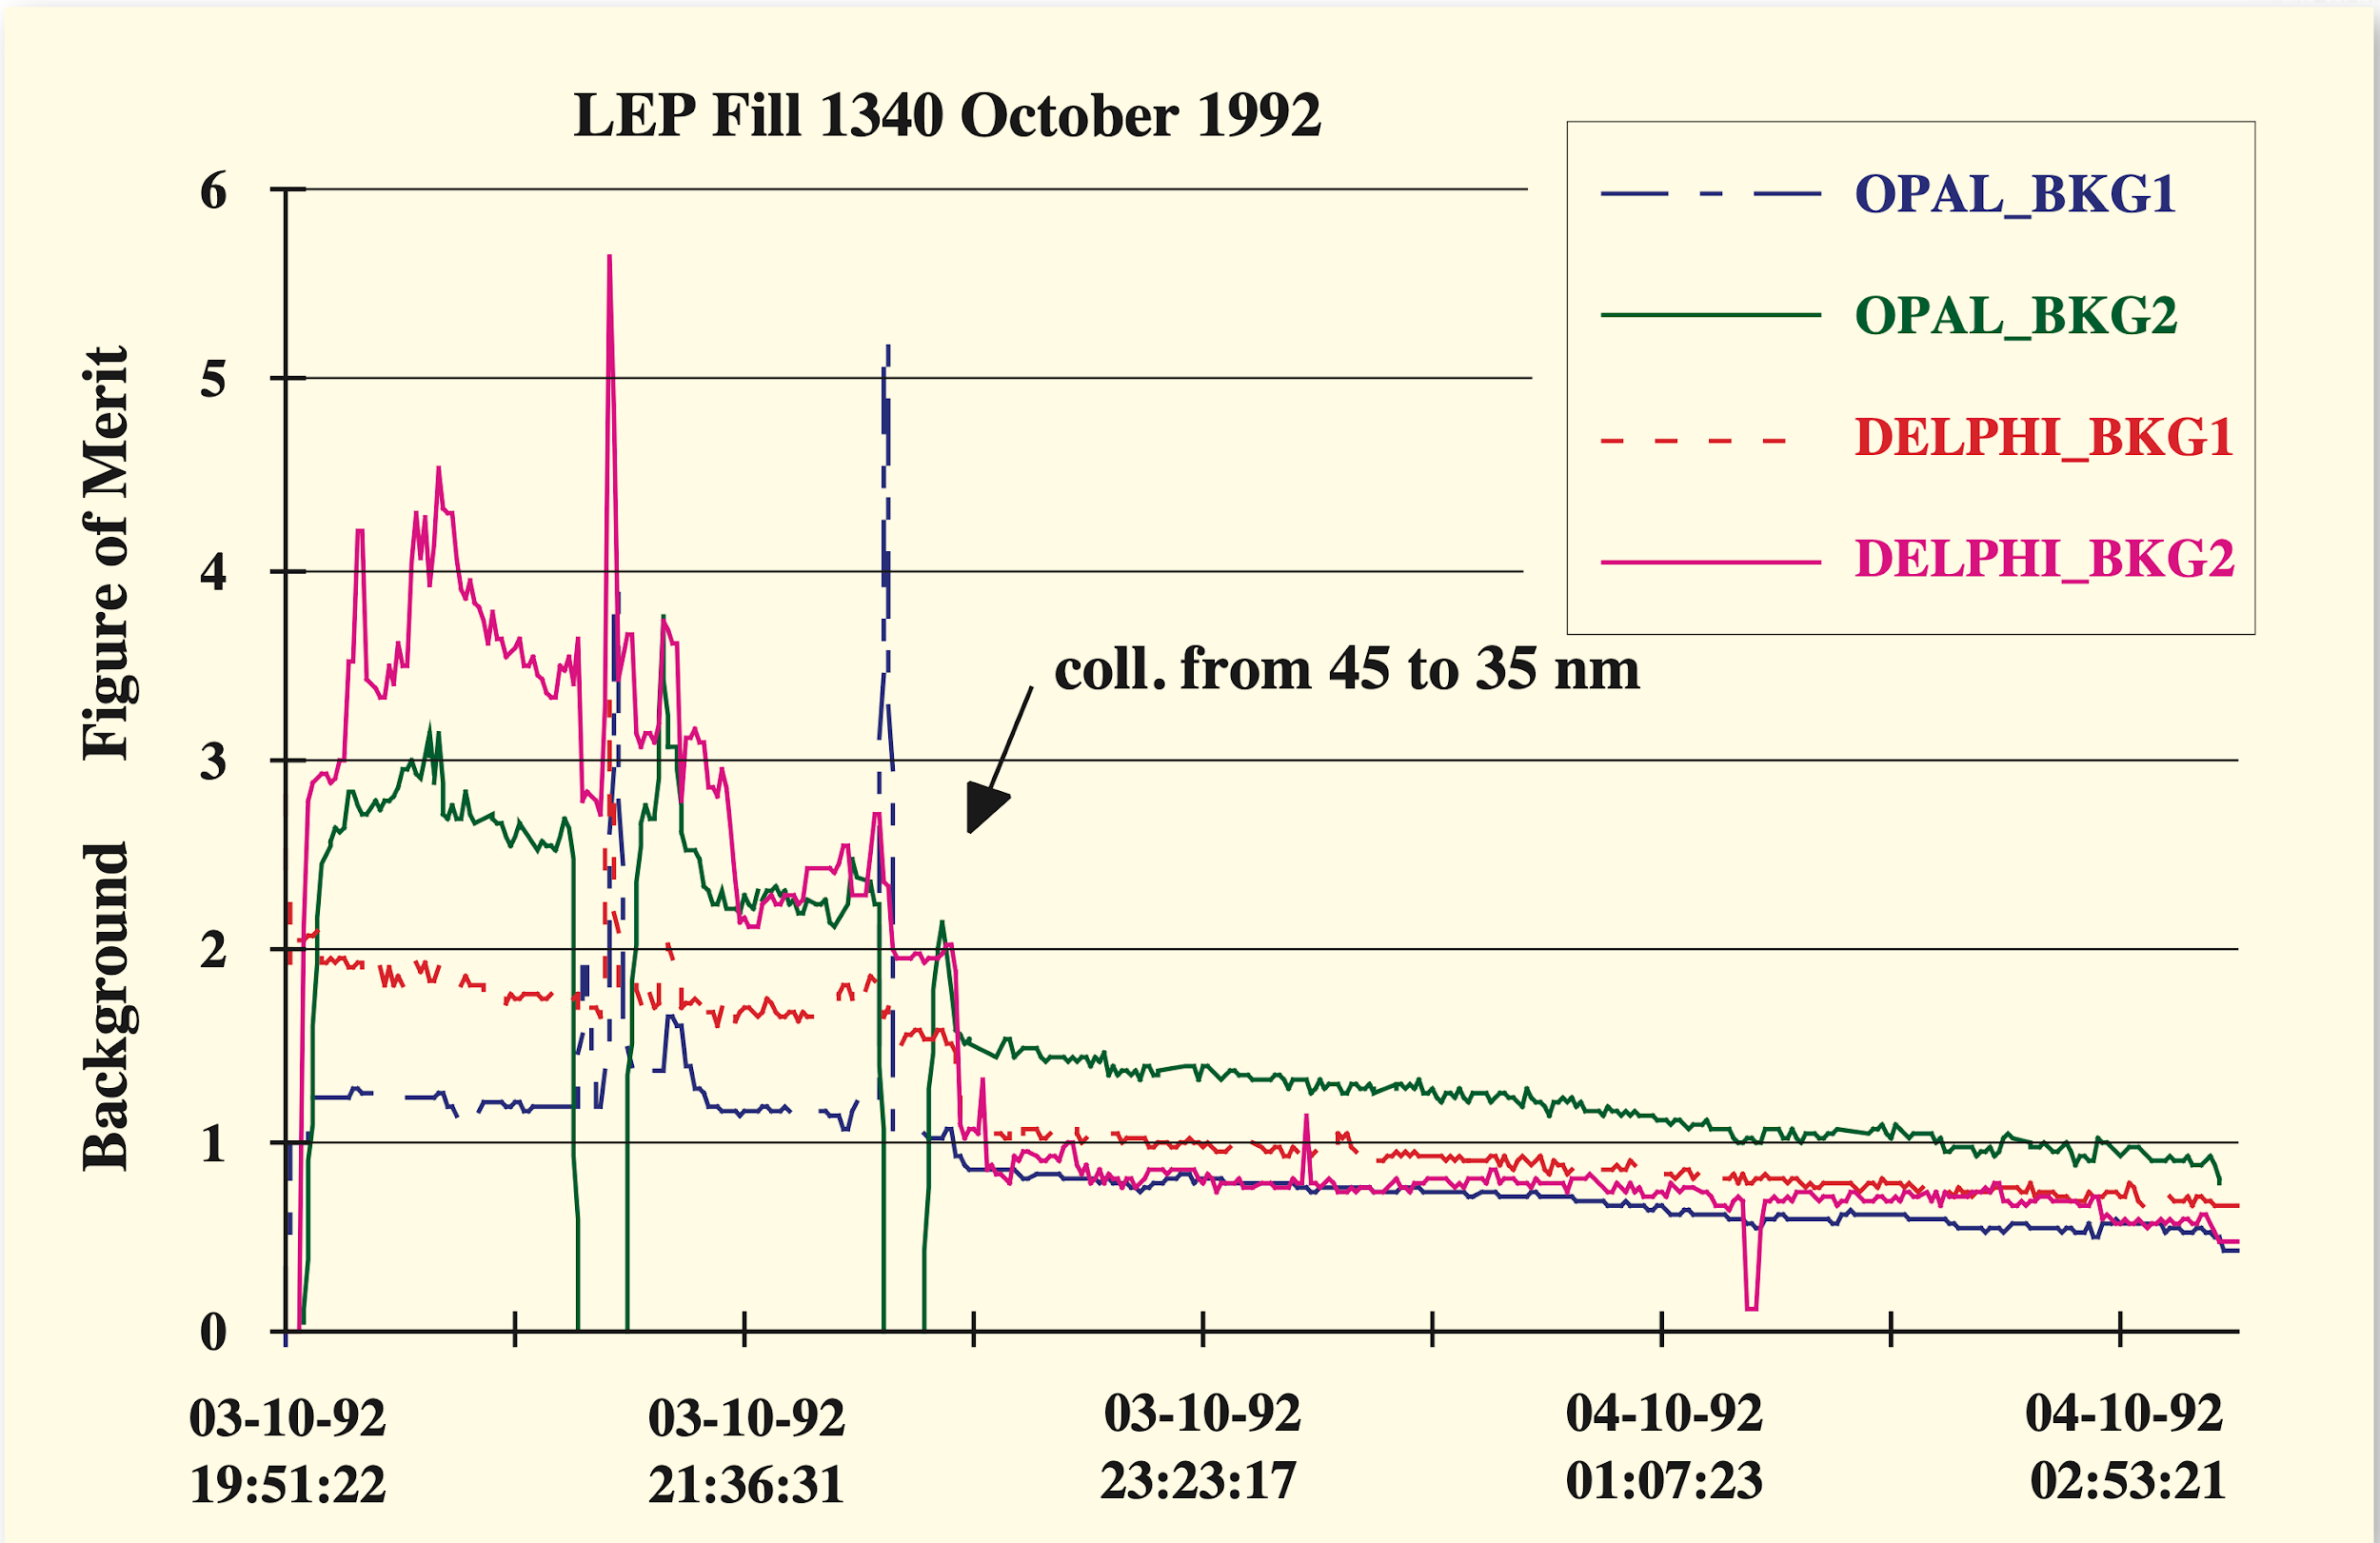 LEP Fill 1340 October 1992
OPAL_BKG1
OPAL_BKG2
DELPHI_BKG1
DELPHI_BKG2
Background Figure of Merit
6
5
4
3
2
1
0
coll. from 45 to 35 nm
03-10-92 03-10-92 03-10-92 04-10-92 04-10-92
19:51:22 21:36:31 23:23:17 01:07:23 02:53:21